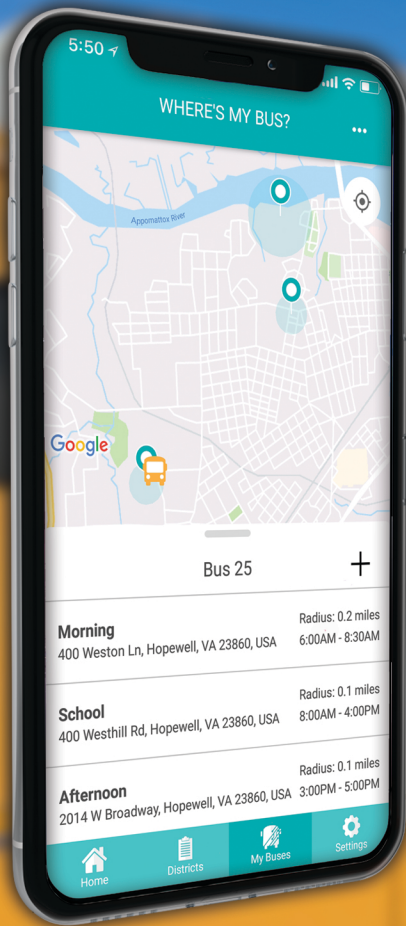 5:50
WHERE'S MY BUS?
Appomattox River
Google
Bus 25
Morning
Radius: 0.2 miles
400 Weston Ln, Hopewell, VA 23860, USA
6:00AM - 8:30AM
School
Radius: 0.1 miles
400 Westhill Rd, Hopewell, VA 23860, USA
8:00AM - 4:00PM
Afternoon
Radius: 0.1 miles
2014 W Broadway, Hopewell, VA 23860, USA
3:00PM - 5:00PM
Home
Districts
My Buses
Settings